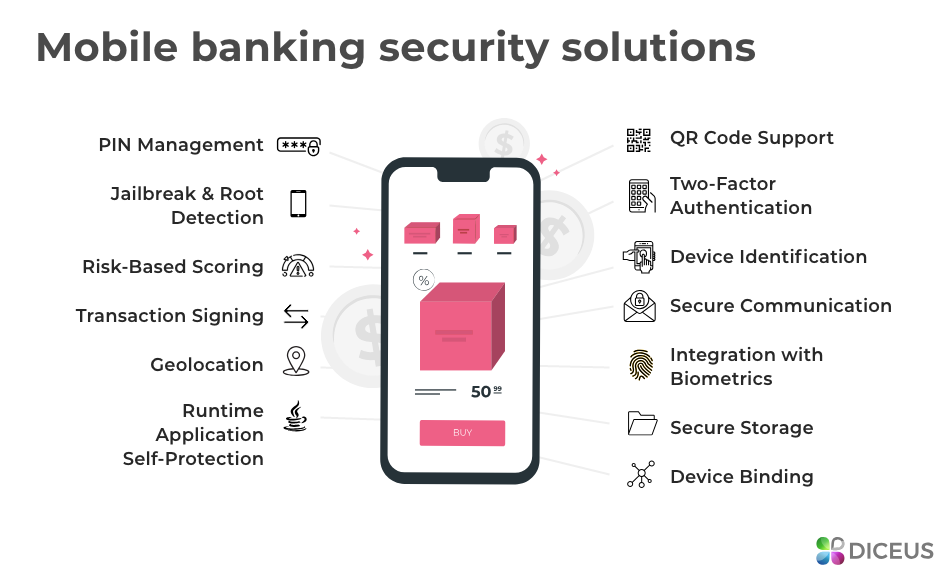 Mobile banking security solutions
PIN Management
Jailbreak & Root
Detection
Risk-Based Scoring
Transaction Signing
Geolocation
Runtime
Application
Self-Protection
***
$
$
$
%
50 99
BUY
QR Code Support
Two-Factor
Authentication
Device Identification
Secure Communication
Integration with
Biometrics
Secure Storage
Device Binding
DICEUS